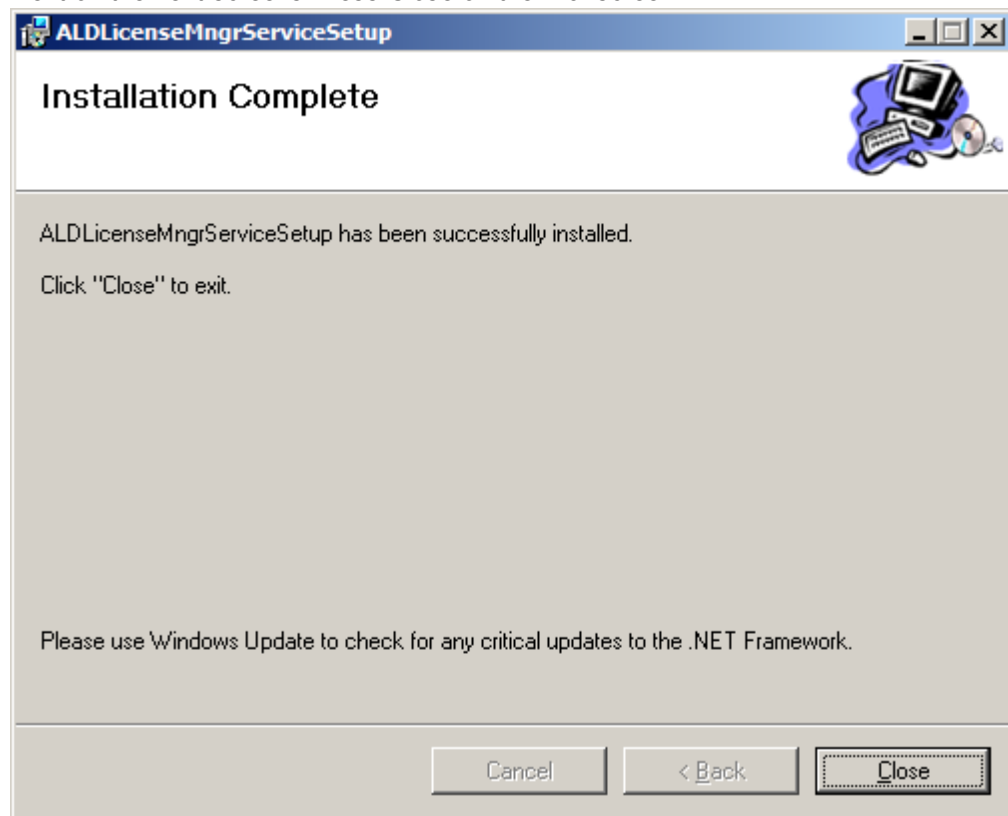 ALDLicenseMngrServiceSetup
Installation Complete
ALDLicenseMngrServiceSetup has been successfully installed.
Click "Close" to exit.
Please use Windows Update to check for any critical updates to the .NET Framework.
Cancel
< Back
Close